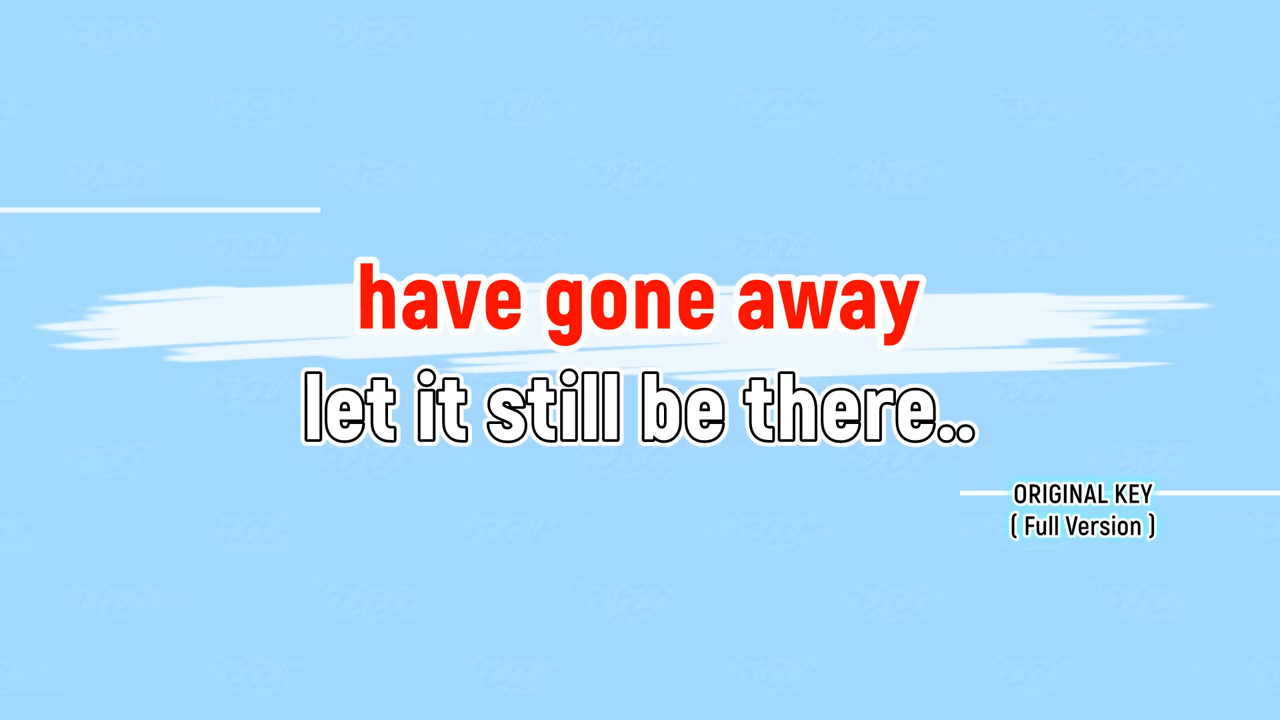 have gone away
let it still be there..
ORIGINAL KEY
( Full Version )